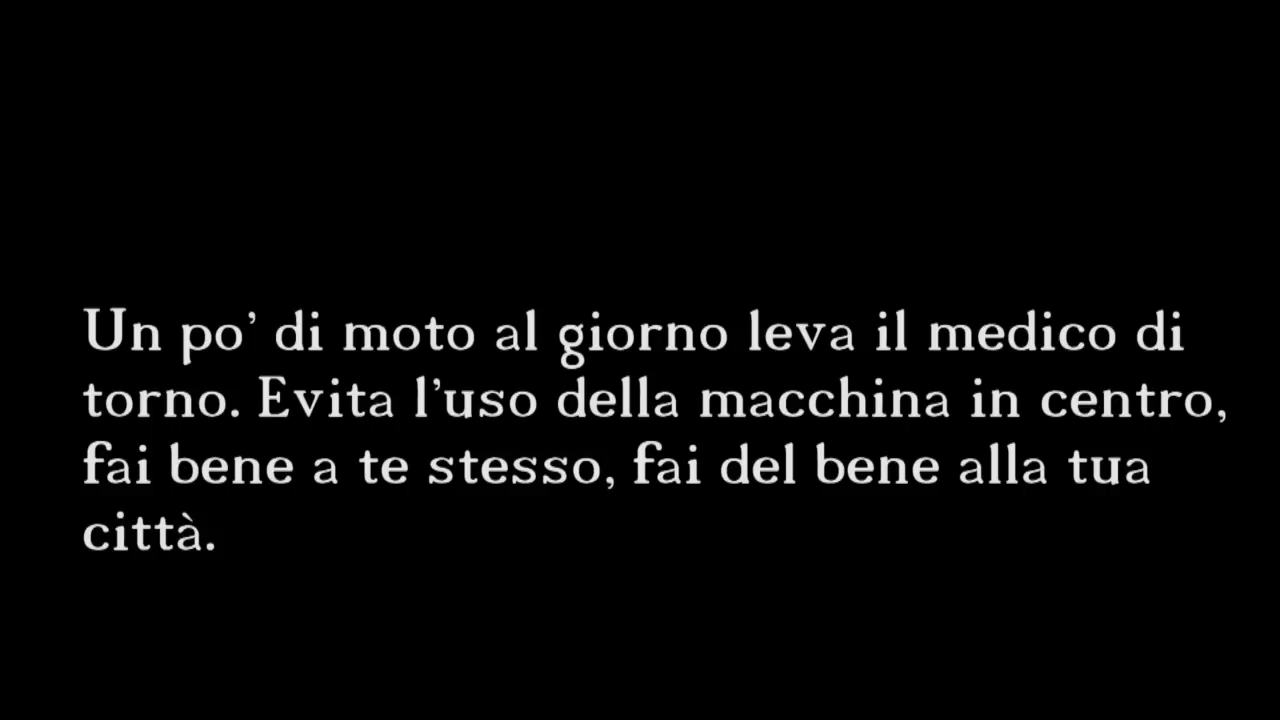 Un po’ di moto al giorno leva il medico di
torno. Evita l’uso della macchina in centro,
fai bene a te stesso, fai del bene alla tua
città.